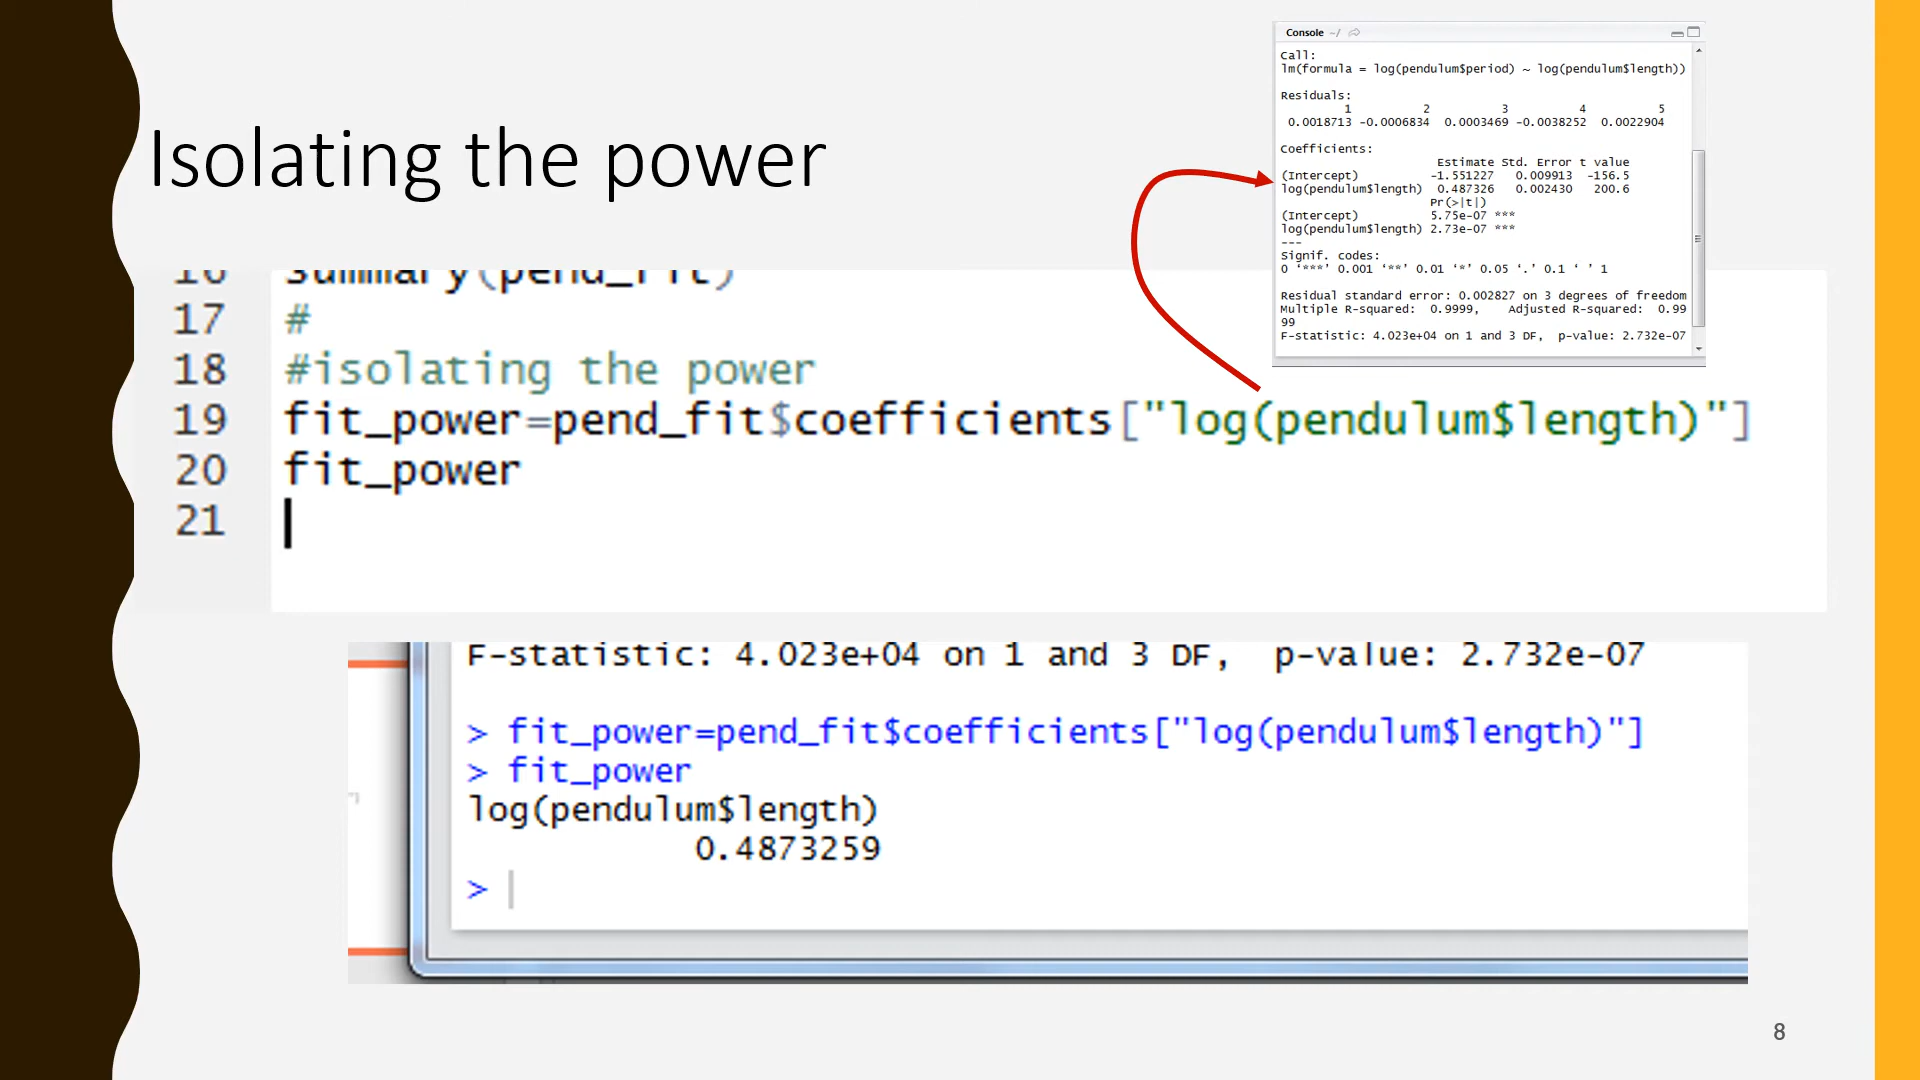 Isolating the power
Console ~/
Call:
lm(formula = log(pendulum$period) ~ log(pendulum$length))
Residuals:
1 2 3 4 5
0.0018713 -0.0006834 0.0003469 -0.0038252 0.0022904
Coefficients:
Estimate Std. Error t value
(Intercept) -1.551227 0.009913 -156.5
log(pendulum$length) 0.487326 0.002430 200.6
Pr(>|t|)
(Intercept) 5.75e-07 ***
log(pendulum$length) 2.73e-07 ***
---
Signif. codes:
0 ‘***’ 0.001 ‘**’ 0.01 ‘*’ 0.05 ‘.’ 0.1 ‘ ’ 1
Residual standard error: 0.002827 on 3 degrees of freedom
Multiple R-squared: 0.9999, Adjusted R-squared: 0.99
99
F-statistic: 4.023e+04 on 1 and 3 DF, p-value: 2.732e-07
16 summary(pend_fit)
17 #
18 #isolating the power
19 fit_power=pend_fit$coefficients["log(pendulum$length)"]
20 fit_power
21
F-statistic: 4.023e+04 on 1 and 3 DF, p-value: 2.732e-07
> fit_power=pend_fit$coefficients["log(pendulum$length)"]
> fit_power
log(pendulum$length)
0.4873259
>
8